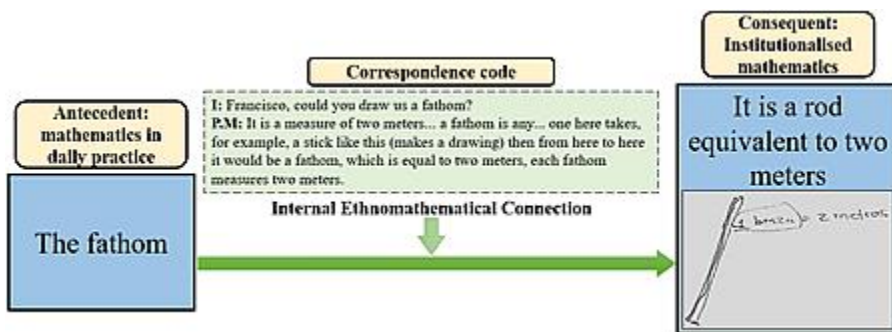 Antecedent:
mathematics in
daily practice
The fathom
Correspondence code
I: Francisco, could you draw us a fathom?
P.M: It is a measure of two meters... a fathom is any... one here takes,
for example, a stick like this (makes a drawing) then from here to here
it would be a fathom, which is equal to two meters, each fathom
measures two meters.
Internal Ethnomathematical Connection
Consequent:
Institutionalised
mathematics
It is a rod
equivalent to two
meters
1 braza = 2 metros